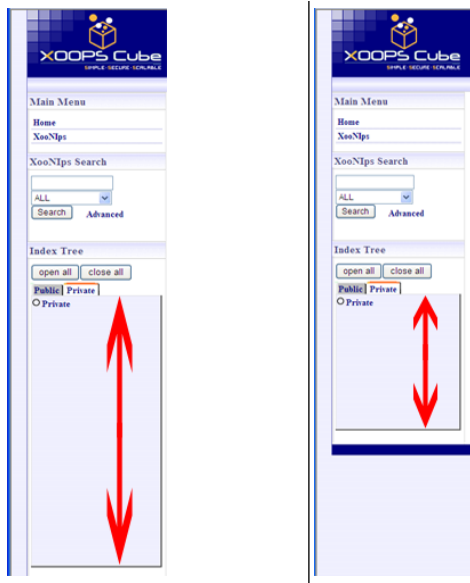 XOOPS Cube
SIMPLE-SECURE-SCALABLE
Main Menu
Home
XooNIps
XooNIps Search
ALL
Search Advanced
Index Tree
open all close all
Public Private
Private
XOOPS Cube
SIMPLE-SECURE-SCALABLE
Main Menu
Home
XooNIps
XooNIps Search
ALL
Search Advanced
Index Tree
open all close all
Public Private
Private